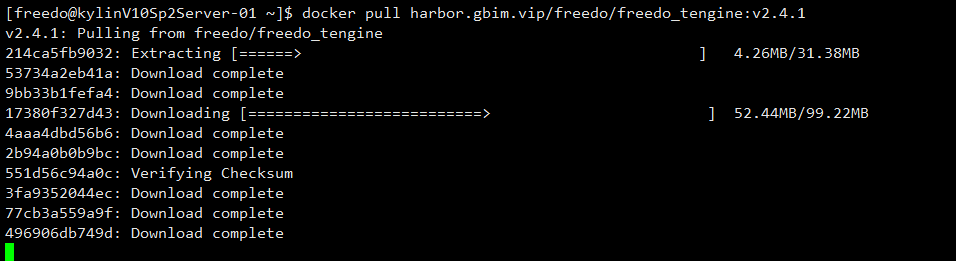 [freedo@kylinV10Sp2Server-01 ~]$ docker pull harbor.gbim.vip/freedo/freedo_tengine:v2.4.1
v2.4.1: Pulling from freedo/freedo_tengine
214ca5fb9032: Extracting [======>                                            ]  4.26MB/31.38MB
53734a2eb41a: Download complete
9bb33b1fefa4: Download complete
17380f327d43: Downloading [==========================>                        ]  52.44MB/99.22MB
4aaa4dbd56b6: Download complete
2b94a0b0b9bc: Download complete
551d56c94a0c: Verifying Checksum
3fa9352044ec: Download complete
77cb3a559a9f: Download complete
496906db749d: Download complete